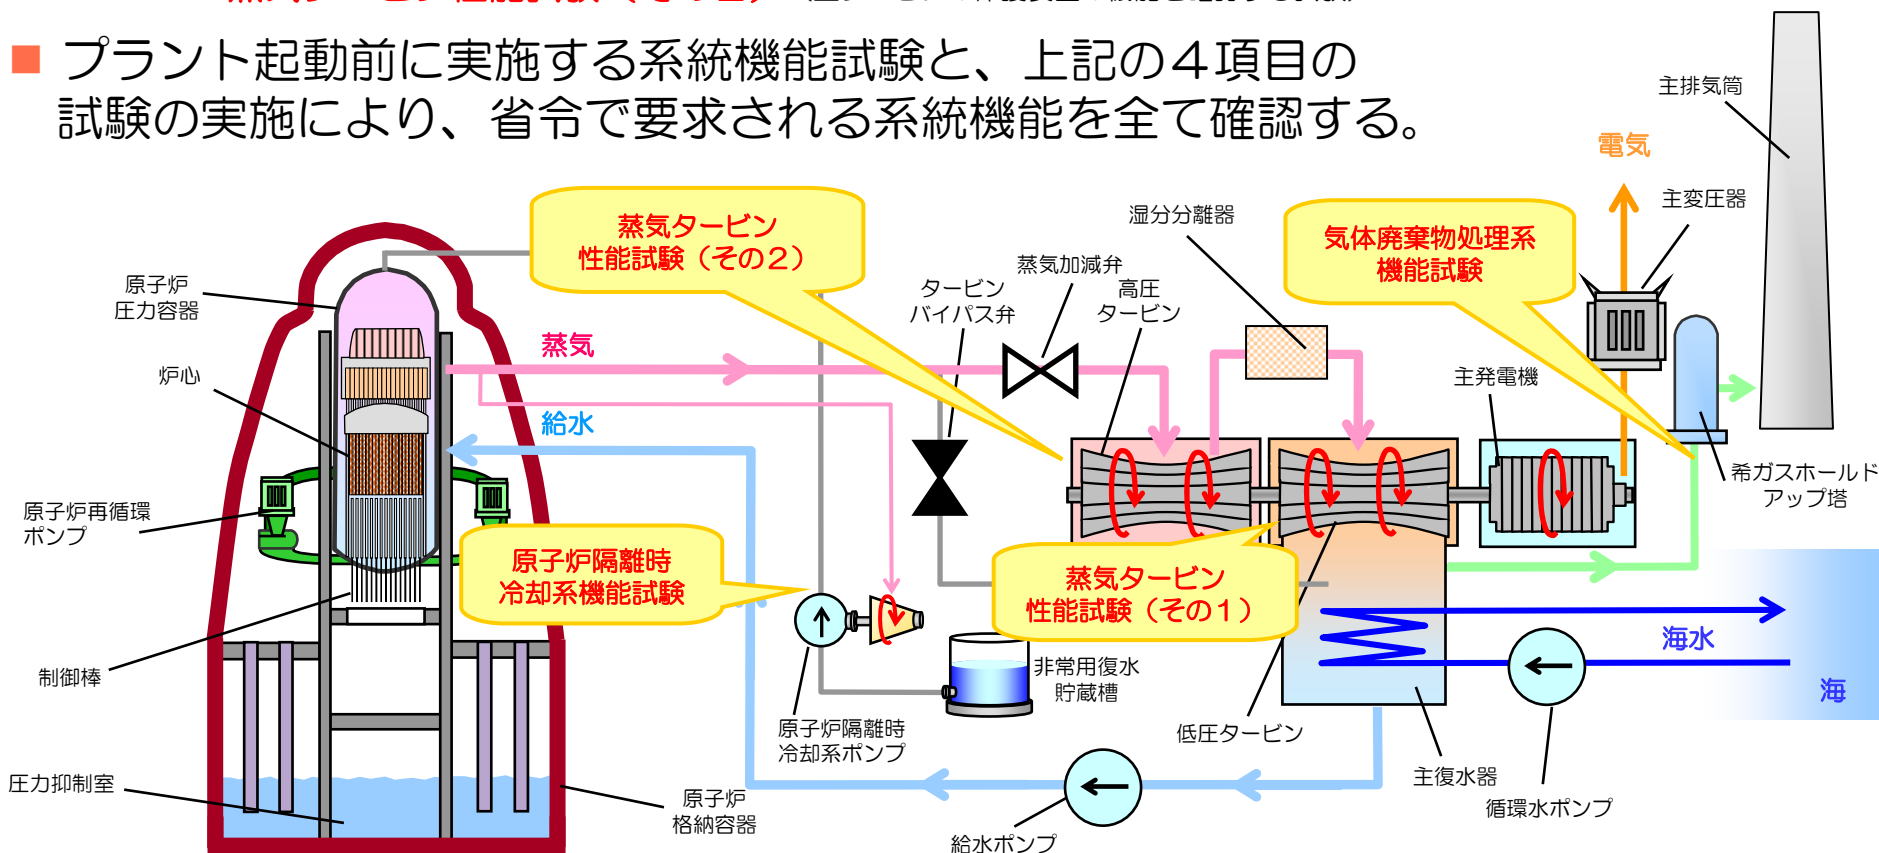 ■ プラント起動前に実施する系統機能試験と、上記の４項目の
試験の実施により、省令で要求される系統機能を全て確認する。
主排気筒
電気
主変圧器
蒸気タービン
性能試験（その２）
湿分分離器
気体廃棄物処理系
機能試験
原子炉
圧力容器
タービン
バイパス弁
蒸気加減弁
高圧
タービン
蒸気
炉心
主発電機
給水
希ガスホールド
アップ塔
原子炉再循環
ポンプ
原子炉隔離時
冷却系機能試験
蒸気タービン
性能試験（その１）
海水
制御棒
非常用復水
貯蔵槽
海
原子炉隔離時
冷却系ポンプ
低圧タービン
圧力抑制室
主復水器
原子炉
格納容器
循環水ポンプ
給水ポンプ